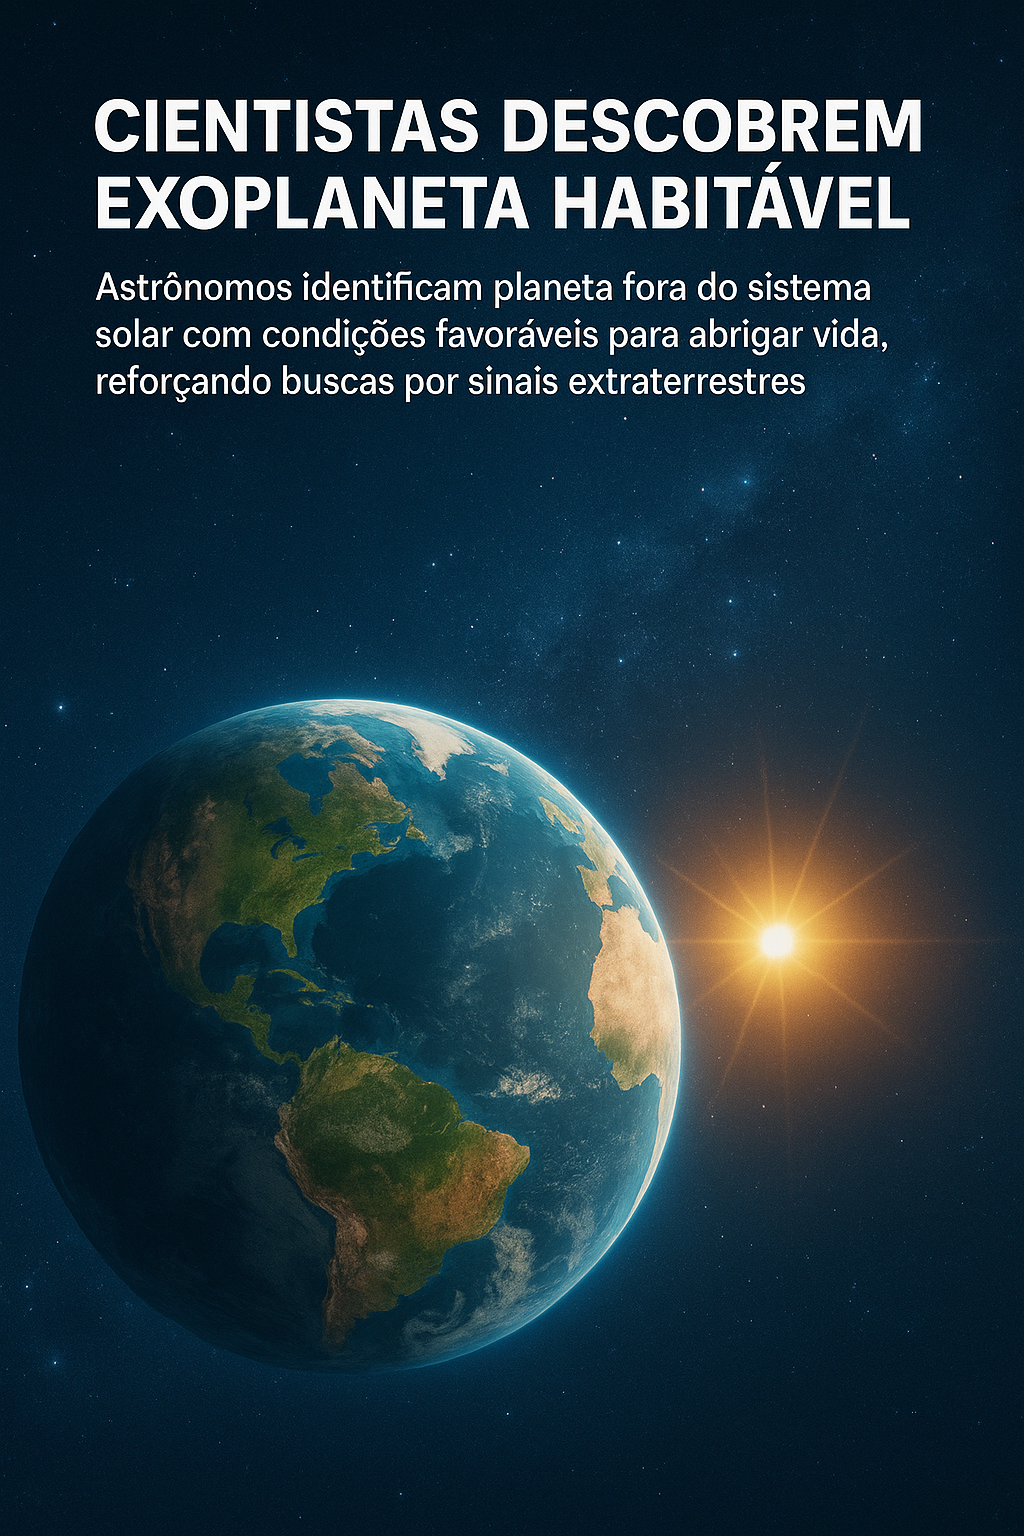 CIENTISTAS DESCOBREM
EXOPLANETA HABITÁVEL
Astrônomos identificam planeta fora do sistema
solar com condições favoráveis para abrigar vida,
reforçando buscas por sinais extraterrestres